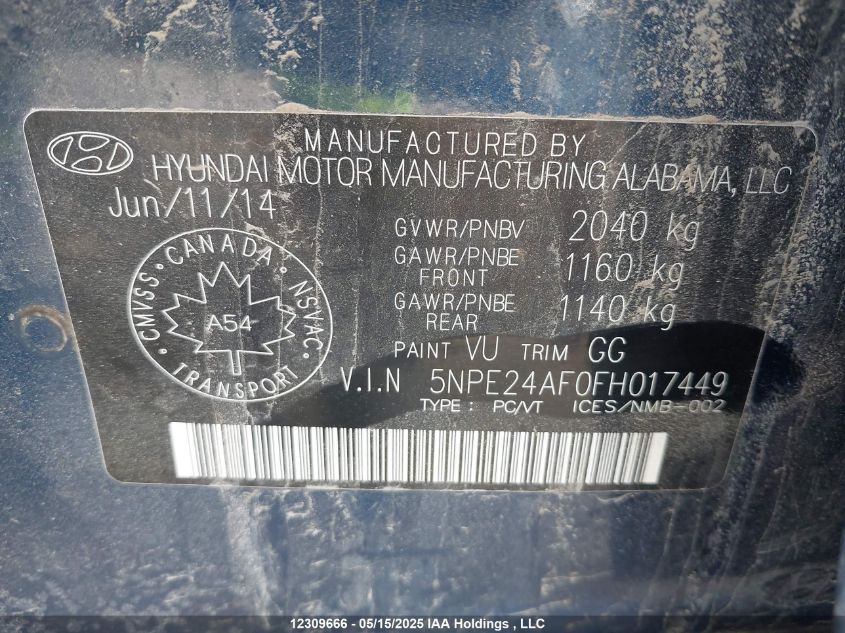 MANUFACTURED BY
HYUNDAI MOTOR MANUFACTURING ALABAMA, LLC
Jun/11/14
GVWR/PNBV 2040 kg
GAWR/PNBE FRONT 1160 kg
GAWR/PNBE REAR 1140 kg
CANADA
CMVSS
NSVAC
A54
TRANSPORT
PAINT VU TRIM GG
V.I.N 5NPE24AF0FH017449
TYPE : PC/VT ICES/NMB-002
12309666 - 05/15/2025 IAA Holdings , LLC